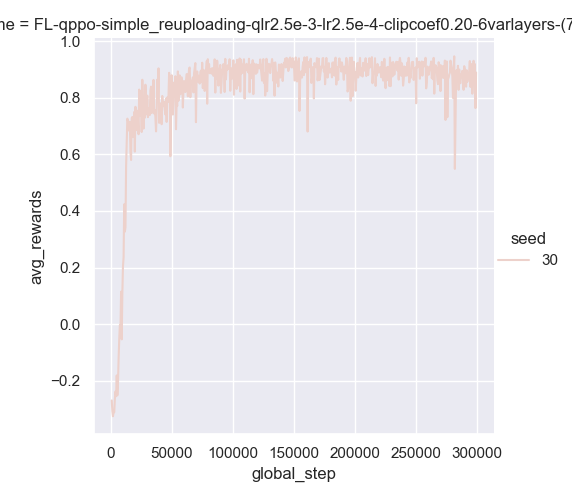 ne = FL-qppo-simple_reuploading-qlr2.5e-3-lr2.5e-4-clipcoef0.20-6varlayers-(7
1.0
0.8
0.6
0.4
0.2
0.0
−0.2
avg_rewards
0 50000 100000 150000 200000 250000 300000
global_step
seed
30